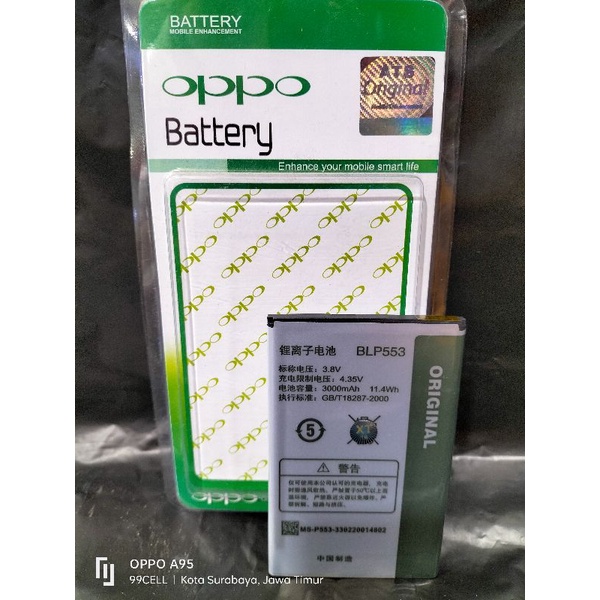 BATTERY
MOBILE ENHANCEMENT
oppo
Battery
ATS
Original
Enhance your mobile smart life
锂离子电池 BLP553
标称电压：3.8V
充电限制电压：4.35V
电池容量：3000mAh 11.4Wh
执行标准：GB/T18287-2000
ORIGINAL
5
警告
MS-P553-330220014802
中国制造
OPPO A95
99CELL | Kota Surabaya, Jawa Timur